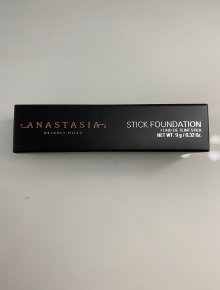 ANASTASIA
BEVERLY HILLS
STICK FOUNDATION
FOND DE TEINT STICK
NET WT. 9 g / 0.32 Oz.